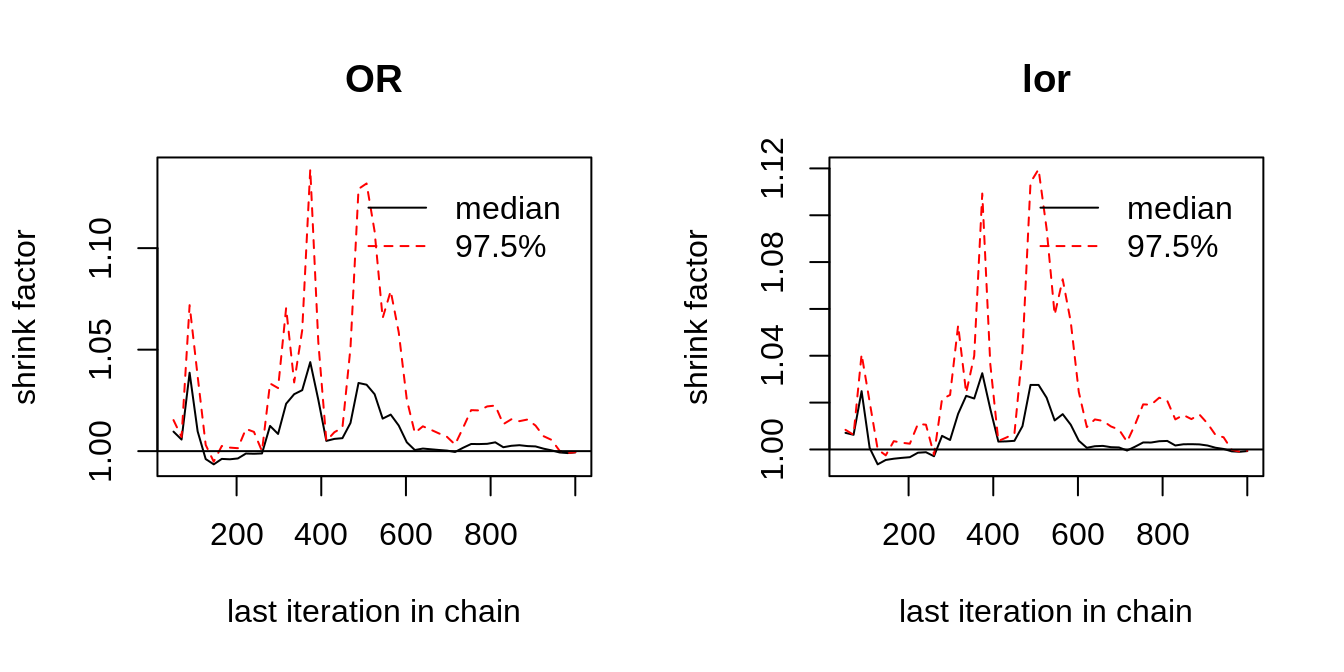 OR
shrink factor
1.00 1.05 1.10
median
97.5%
200 400 600 800
last iteration in chain
lor
shrink factor
1.00 1.04 1.08 1.12
median
97.5%
200 400 600 800
last iteration in chain